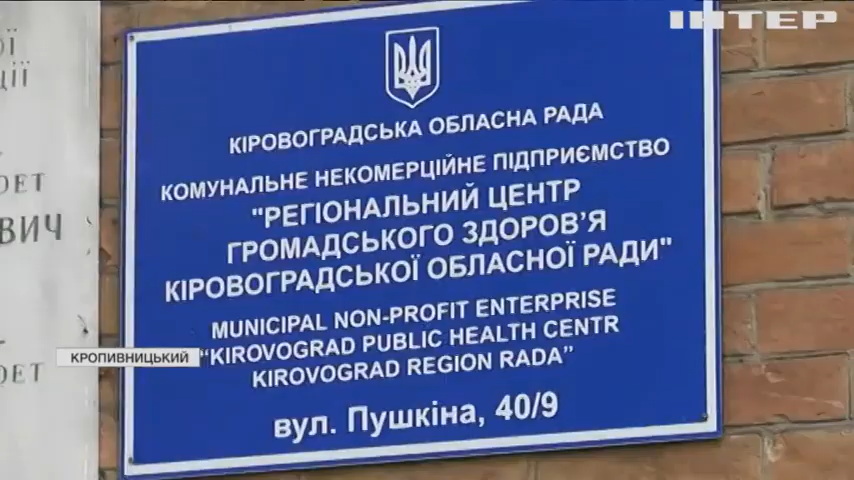 ІНТЕР
КІРОВОГРАДСЬКА ОБЛАСНА РАДА
КОМУНАЛЬНЕ НЕКОМЕРЦІЙНЕ ПІДПРИЄМСТВО
"РЕГІОНАЛЬНИЙ ЦЕНТР
ГРОМАДСЬКОГО ЗДОРОВ'Я
КІРОВОГРАДСЬКОЇ ОБЛАСНОЇ РАДИ"
MUNICIPAL NON-PROFIT ENTERPRISE
“KIROVOGRAD PUBLIC HEALTH CENTR
KIROVOGRAD REGION RADA”
вул. Пушкіна, 40/9
КРОПИВНИЦЬКИЙ